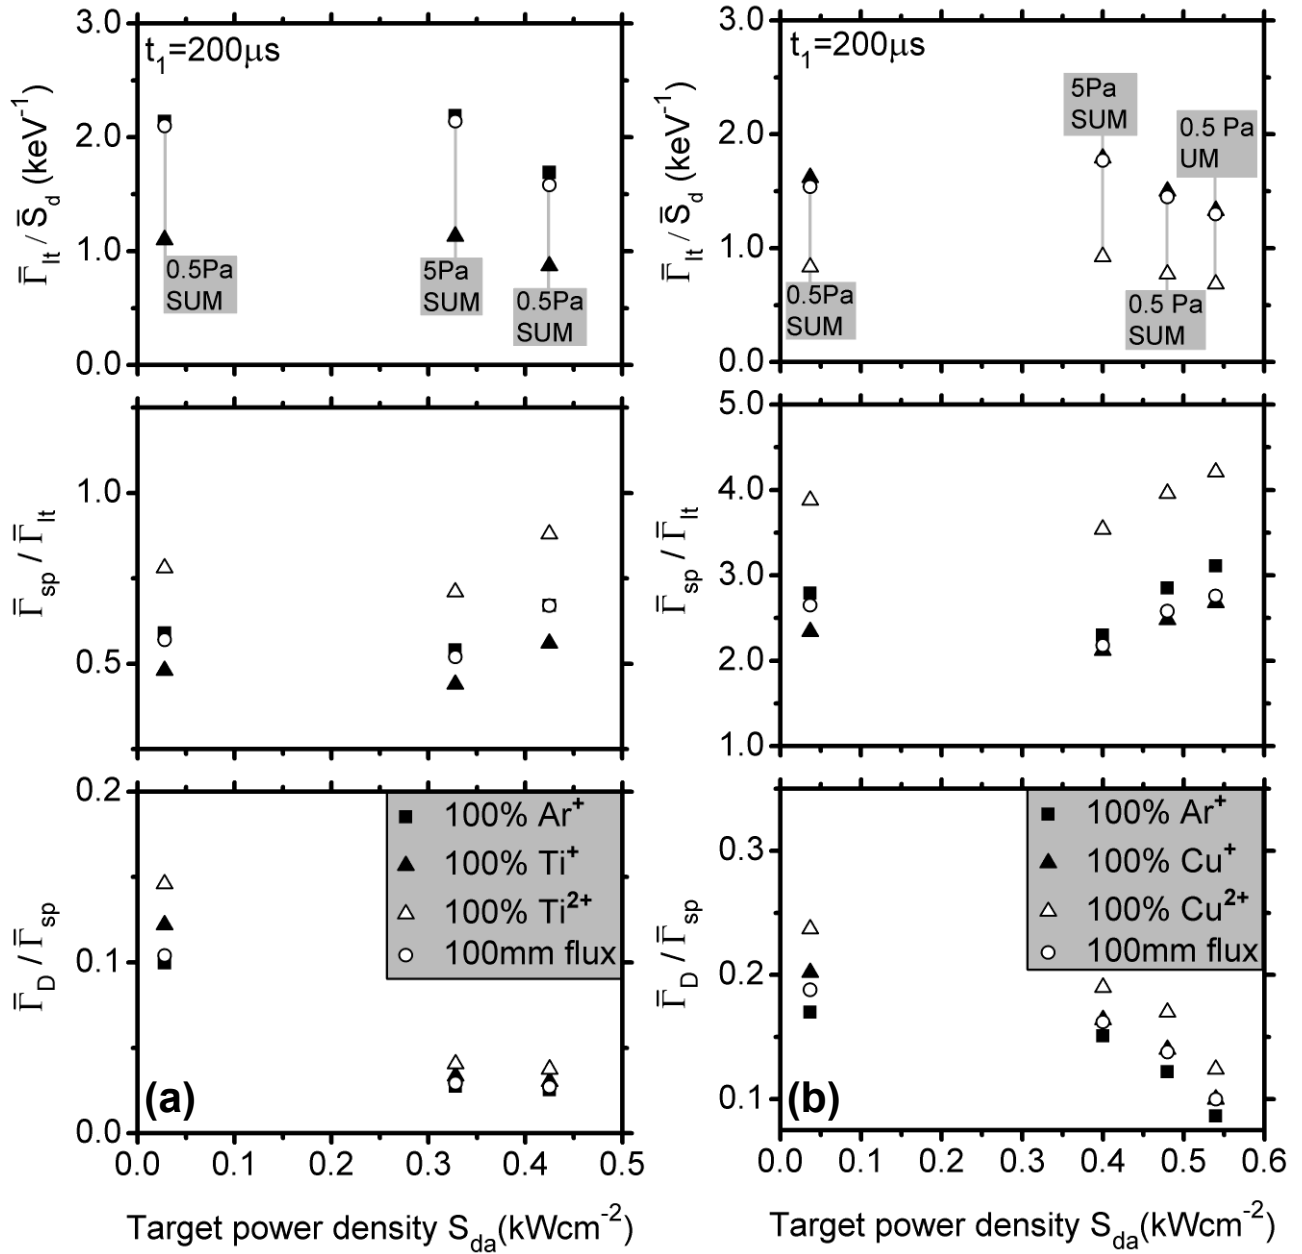 3.0
2.0
1.0
0.0
Γ̅lt / S̅d (keV⁻¹)
t₁=200μs
0.5Pa
SUM
5Pa
SUM
0.5Pa
SUM
1.0
0.5
Γ̅sp / Γ̅lt
0.2
0.1
0.0
Γ̅D / Γ̅sp
100% Ar⁺
100% Ti⁺
100% Ti²⁺
100mm flux
(a)
0.0 0.1 0.2 0.3 0.4 0.5
Target power density Sda(kWcm⁻²)
3.0
2.0
1.0
0.0
Γ̅lt / S̅d (keV⁻¹)
t₁=200μs
0.5Pa
SUM
5Pa
SUM
0.5 Pa
SUM
0.5 Pa
UM
5.0
4.0
3.0
2.0
1.0
Γ̅sp / Γ̅lt
0.3
0.2
0.1
Γ̅D / Γ̅sp
100% Ar⁺
100% Cu⁺
100% Cu²⁺
100mm flux
(b)
0.0 0.1 0.2 0.3 0.4 0.5 0.6
Target power density Sda(kWcm⁻²)